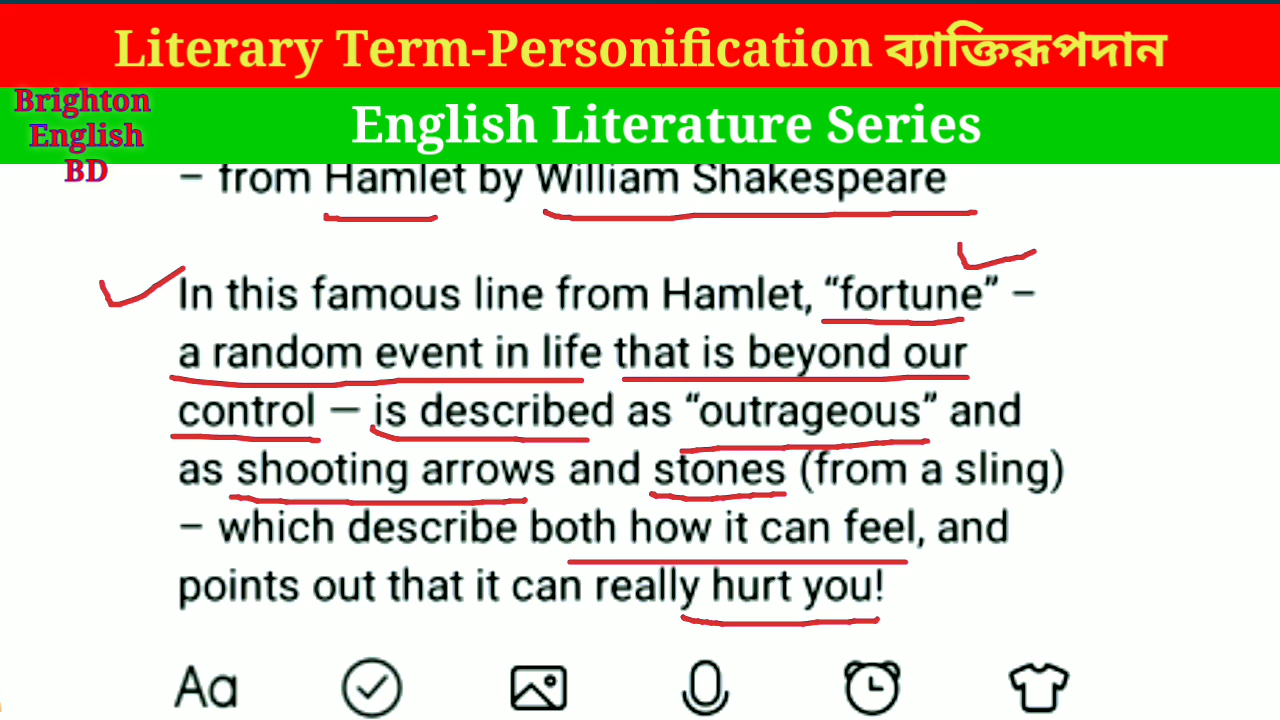 Literary Term-Personification ব্যাক্তিরূপদান
Brighton
English
BD
English Literature Series
– from Hamlet by William Shakespeare
In this famous line from Hamlet, “fortune” –
a random event in life that is beyond our
control – is described as “outrageous” and
as shooting arrows and stones (from a sling)
– which describe both how it can feel, and
points out that it can really hurt you!
Aa